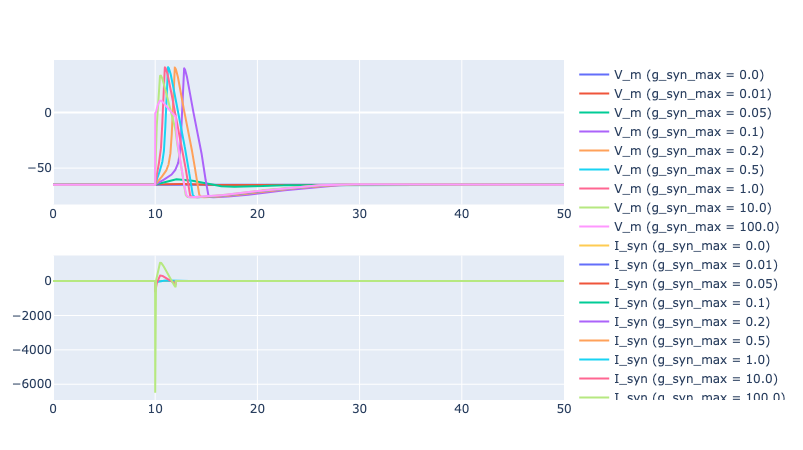 0
−50
0
10
20
30
40
50
0
−2000
−4000
−6000
0
10
20
30
40
50
V_m (g_syn_max = 0.0)
V_m (g_syn_max = 0.01)
V_m (g_syn_max = 0.05)
V_m (g_syn_max = 0.1)
V_m (g_syn_max = 0.2)
V_m (g_syn_max = 0.5)
V_m (g_syn_max = 1.0)
V_m (g_syn_max = 10.0)
V_m (g_syn_max = 100.0)
I_syn (g_syn_max = 0.0)
I_syn (g_syn_max = 0.01)
I_syn (g_syn_max = 0.05)
I_syn (g_syn_max = 0.1)
I_syn (g_syn_max = 0.2)
I_syn (g_syn_max = 0.5)
I_syn (g_syn_max = 1.0)
I_syn (g_syn_max = 10.0)
I_syn (g_syn_max = 100.0)